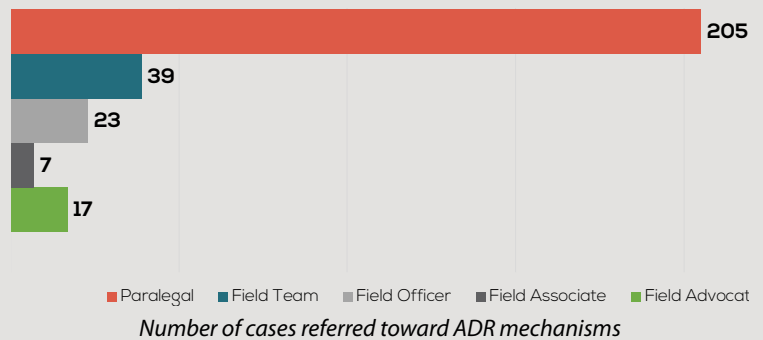 205
39
23
7
17
Paralegal Field Team Field Officer Field Associate Field Advocat
Number of cases referred toward ADR mechanisms